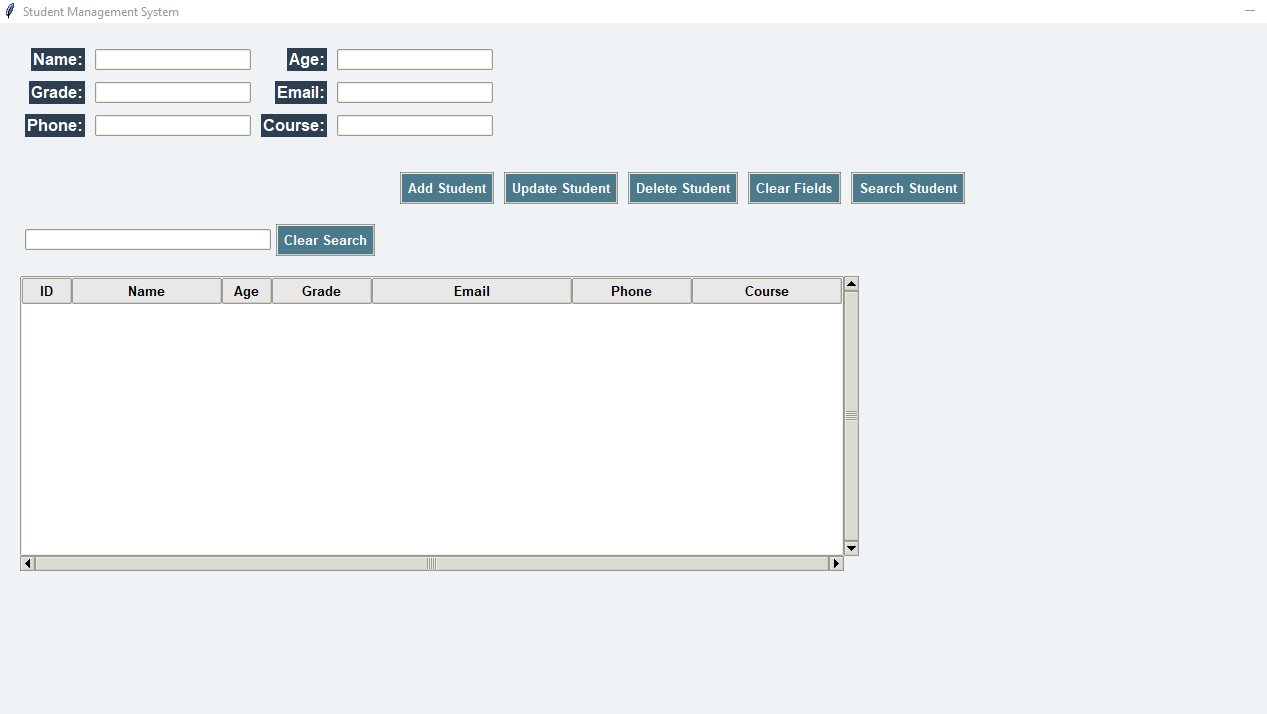 Student Management System
Name: Age:
Grade: Email:
Phone: Course:
Add Student Update Student Delete Student Clear Fields Search Student
Clear Search
ID Name Age Grade Email Phone Course